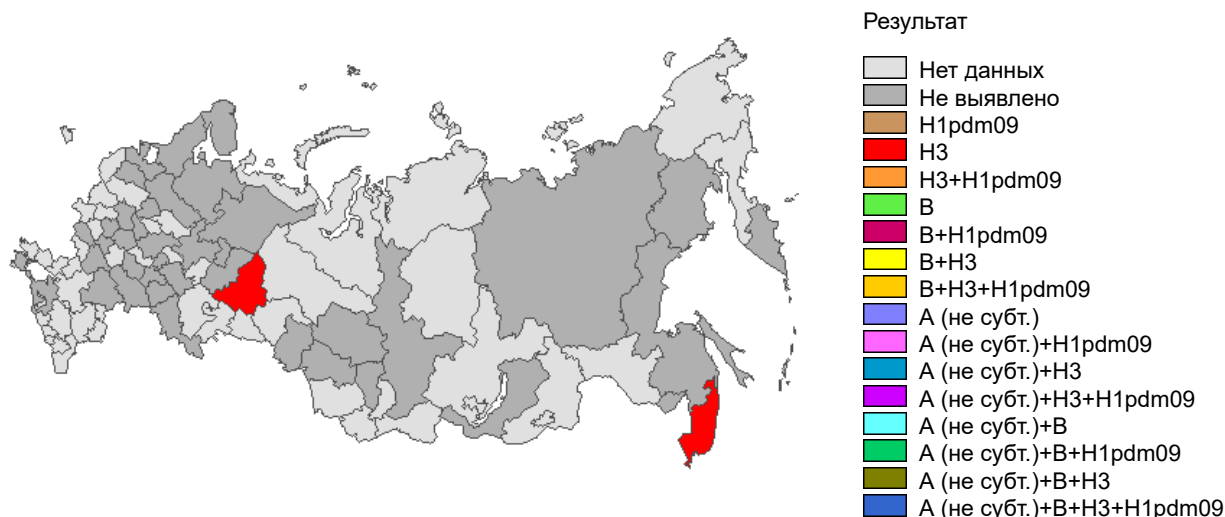 Результат
Нет данных
Не выявлено
H1pdm09
H3
H3+H1pdm09
B
B+H1pdm09
B+H3
B+H3+H1pdm09
А (не субт.)
А (не субт.)+H1pdm09
А (не субт.)+H3
А (не субт.)+H3+H1pdm09
А (не субт.)+B
А (не субт.)+B+H1pdm09
А (не субт.)+B+H3
А (не субт.)+B+H3+H1pdm09